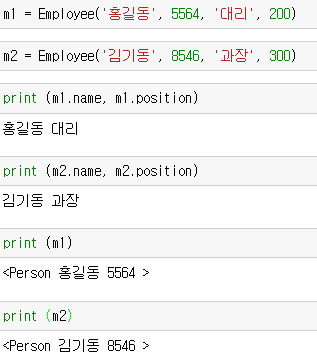 m1 = Employee('홍길동', 5564, '대리', 200)
m2 = Employee('김기동', 8546, '과장', 300)
print (m1.name, m1.position)
홍길동 대리
print (m2.name, m2.position)
김기동 과장
print (m1)
<Person 홍길동 5564 >
print (m2)
<Person 김기동 8546 >